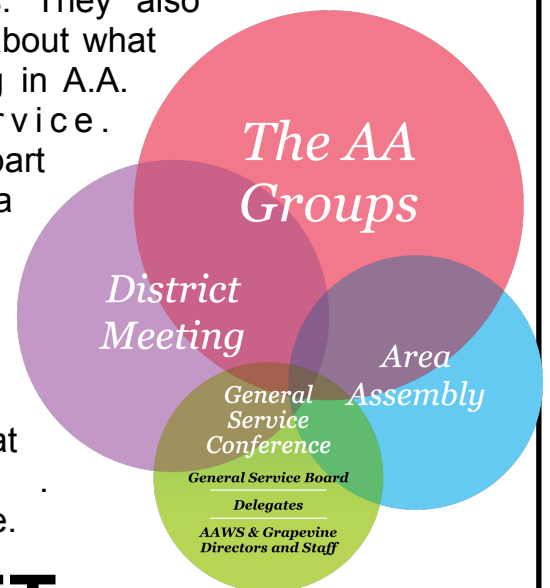 s. They also
about what
g in A.A.
rvice.
part
a
at
.
e.
The AA
Groups
District
Meeting
Area
Assembly
General
Service
Conference
General Service Board
Delegates
AAWS & Grapevine
Directors and Staff